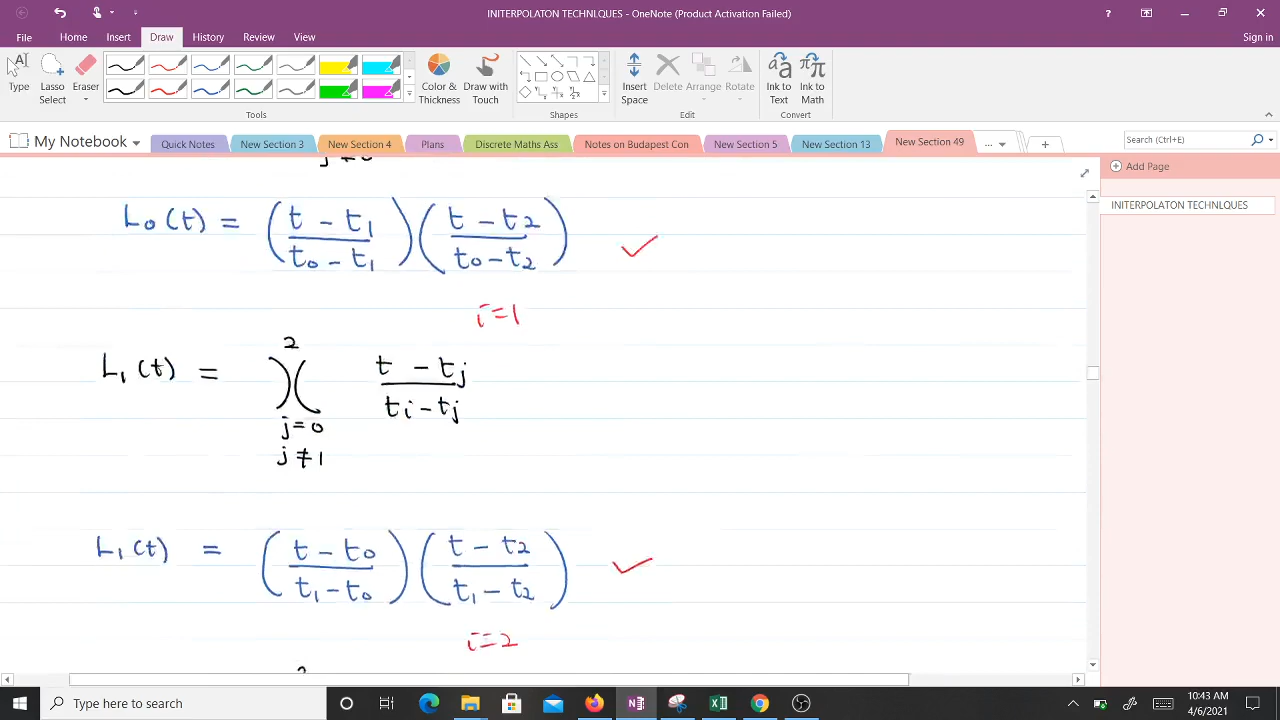 INTERPOLATON TECHNLQUES - OneNote (Product Activation Failed)
File Home Insert Draw History Review View Sign in
Type Lasso Select Eraser Color & Thickness Draw with Touch Insert Space Delete Arrange Rotate Ink to Text Ink to Math
Tools Shapes Edit Convert
My Notebook Quick Notes New Section 3 New Section 4 Plans Discrete Maths Ass Notes on Budapest Con New Section 5 New Section 13 New Section 49 ... Search (Ctrl+E)
Add Page
INTERPOLATON TECHNLQUES
j ≠ 0
L₀(t) = ((t - t₁)/(t₀ - t₁)) ((t - t₂)/(t₀ - t₂)) ✓
i=1
2
L₁(t) = )( (t - tj)/(ti - tj)
j=0
j≠1
L₁(t) = ((t - t₀)/(t₁ - t₀)) ((t - t₂)/(t₁ - t₂)) ✓
i=2
Type here to search
10:43 AM
4/6/2021